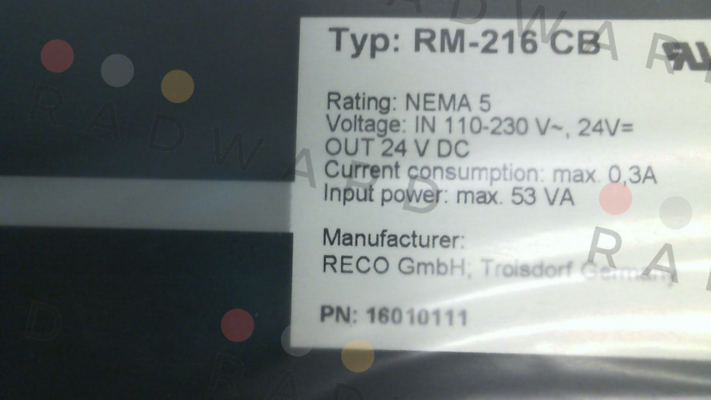 Typ: RM-216 CB
Rating: NEMA 5
Voltage: IN 110-230 V~, 24V=
OUT 24 V DC
Current consumption: max. 0,3A
Input power: max. 53 VA
Manufacturer:
RECO GmbH; Troisdorf Germany
PN: 16010111
RADWARD